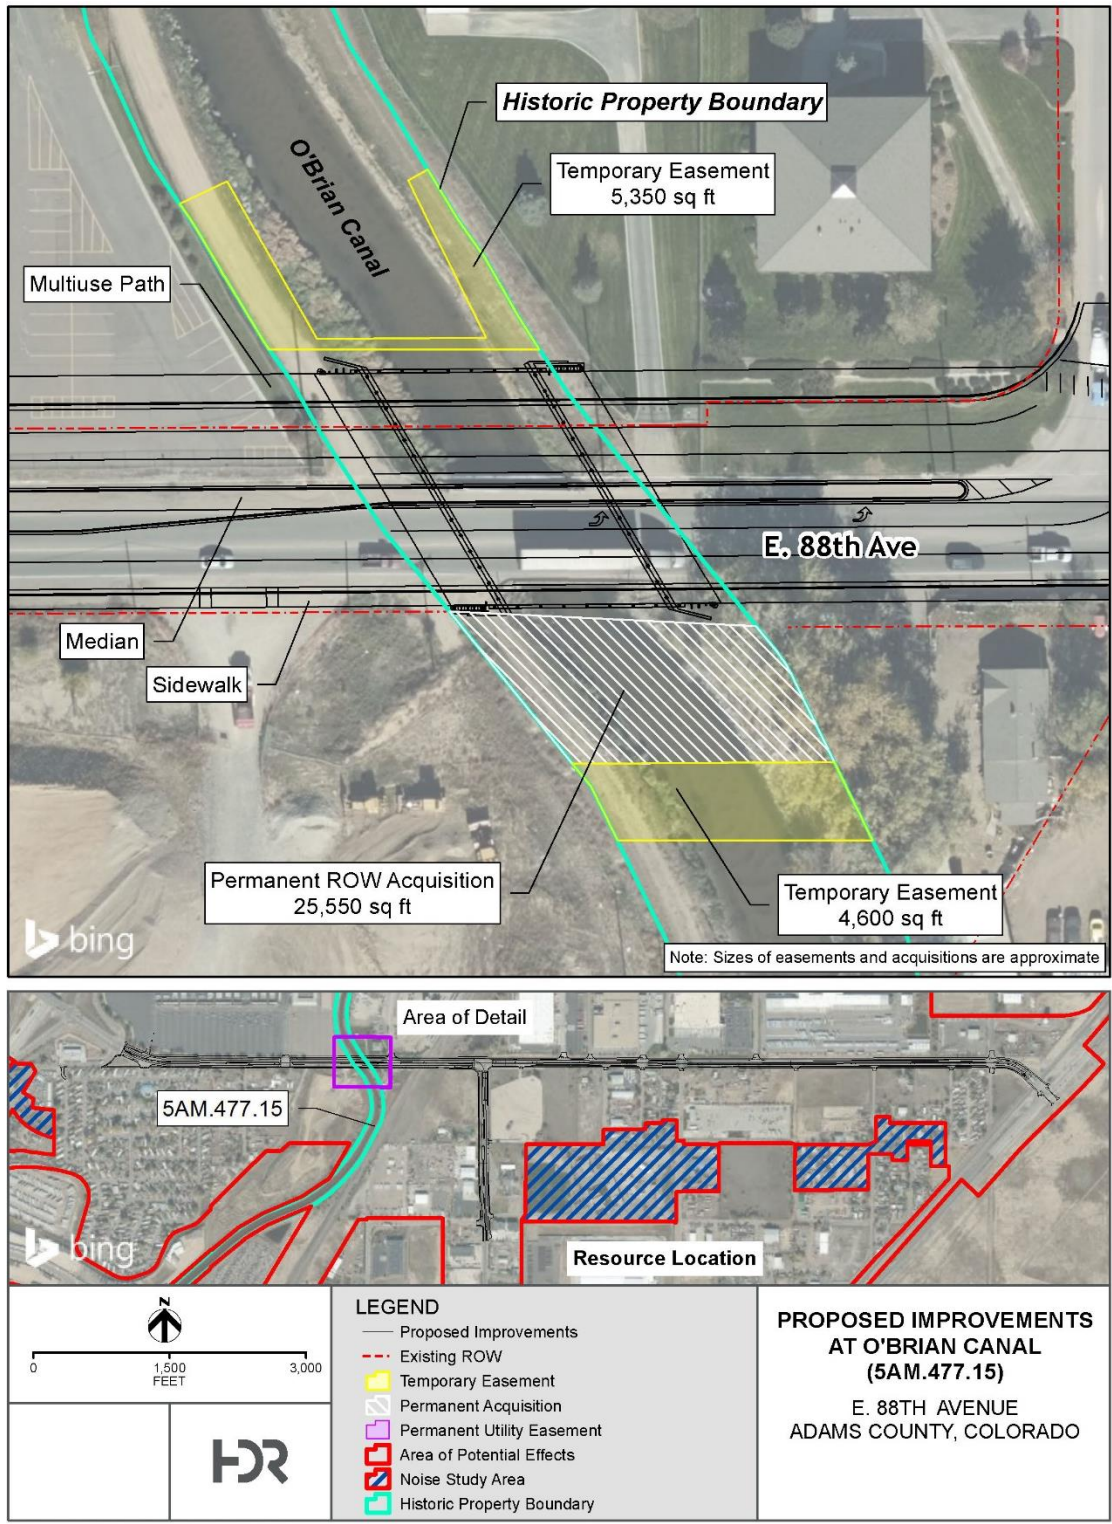 Historic Property Boundary
Temporary Easement
5,350 sq ft
O'Brian Canal
Multiuse Path
E. 88th Ave
Median
Sidewalk
Permanent ROW Acquisition
25,550 sq ft
Temporary Easement
4,600 sq ft
bing
Note: Sizes of easements and acquisitions are approximate
Area of Detail
5AM.477.15
bing
Resource Location
N
0 1,500 3,000
FEET
HDR
LEGEND
Proposed Improvements
Existing ROW
Temporary Easement
Permanent Acquisition
Permanent Utility Easement
Area of Potential Effects
Noise Study Area
Historic Property Boundary
PROPOSED IMPROVEMENTS
AT O'BRIAN CANAL
(5AM.477.15)
E. 88TH AVENUE
ADAMS COUNTY, COLORADO